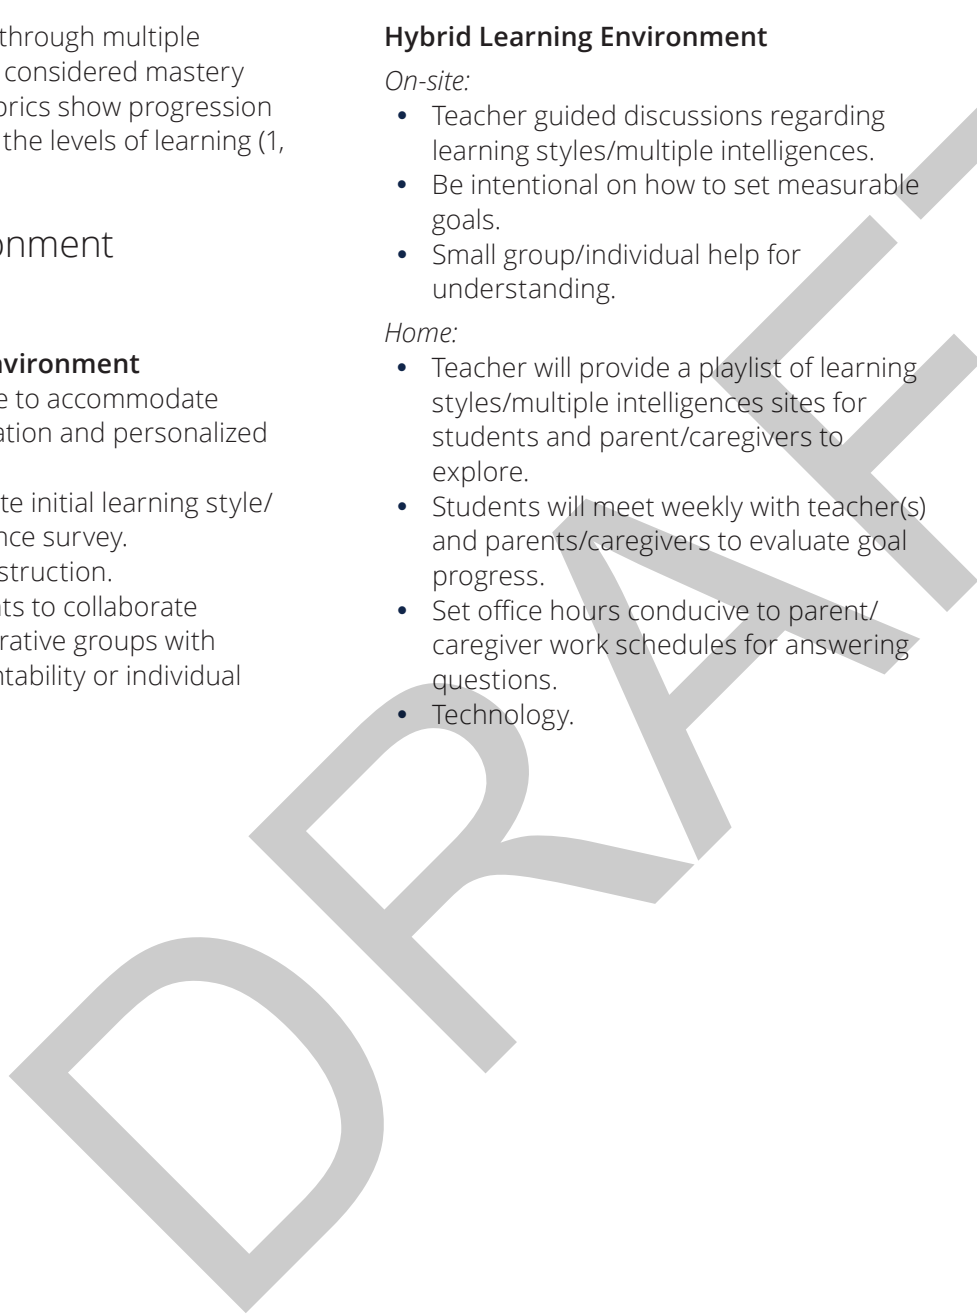 through multiple
considered mastery
brics show progression
the levels of learning (1,
onment
nvironment
e to accommodate
ation and personalized
te initial learning style/
nce survey.
struction.
ts to collaborate
rative groups with
ntability or individual
Hybrid Learning Environment
On-site:
• Teacher guided discussions regarding
learning styles/multiple intelligences.
• Be intentional on how to set measurable
goals.
• Small group/individual help for
understanding.
Home:
• Teacher will provide a playlist of learning
styles/multiple intelligences sites for
students and parent/caregivers to
explore.
• Students will meet weekly with teacher(s)
and parents/caregivers to evaluate goal
progress.
• Set office hours conducive to parent/
caregiver work schedules for answering
questions.
• Technology.
DRAFT